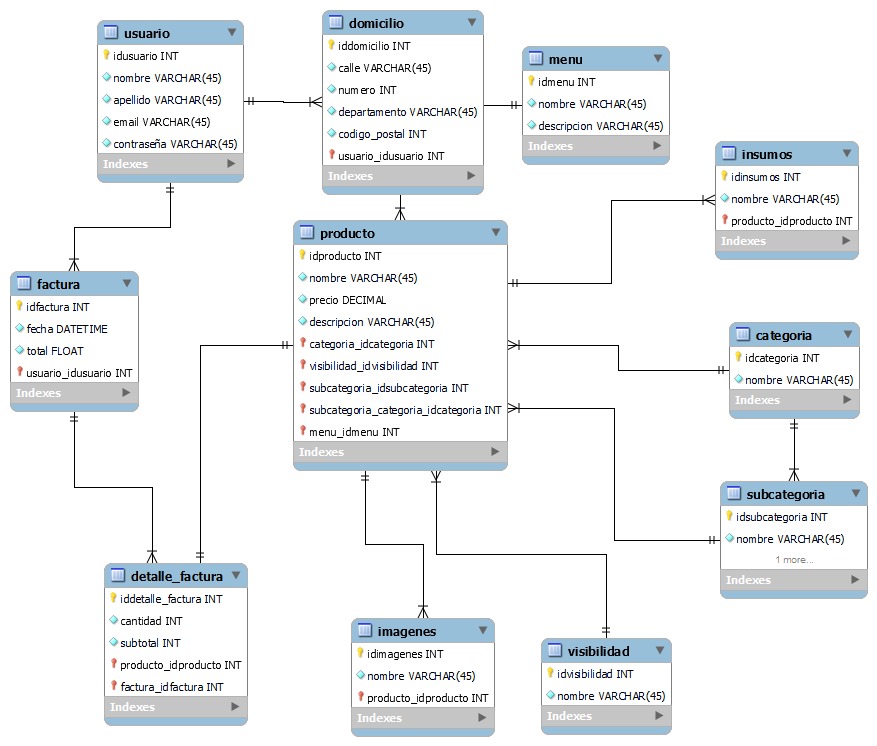 usuario
idusuario INT
nombre VARCHAR(45)
apellido VARCHAR(45)
email VARCHAR(45)
contraseña VARCHAR(45)
Indexes
domicilio
iddomicilio INT
calle VARCHAR(45)
numero INT
departamento VARCHAR(45)
codigo_postal INT
usuario_idusuario INT
Indexes
menu
idmenu INT
nombre VARCHAR(45)
descripcion VARCHAR(45)
Indexes
insumos
idinsumos INT
nombre VARCHAR(45)
producto_idproducto INT
Indexes
factura
idfactura INT
fecha DATETIME
total FLOAT
usuario_idusuario INT
Indexes
producto
idproducto INT
nombre VARCHAR(45)
precio DECIMAL
descripcion VARCHAR(45)
categoria_idcategoria INT
visibilidad_idvisibilidad INT
subcategoria_idsubcategoria INT
subcategoria_categoria_idcategoria INT
menu_idmenu INT
Indexes
categoria
idcategoria INT
nombre VARCHAR(45)
Indexes
subcategoria
idsubcategoria INT
nombre VARCHAR(45)
1 more...
Indexes
detalle_factura
iddetalle_factura INT
cantidad INT
subtotal INT
producto_idproducto INT
factura_idfactura INT
Indexes
imagenes
idimagenes INT
nombre VARCHAR(45)
producto_idproducto INT
Indexes
visibilidad
idvisibilidad INT
nombre VARCHAR(45)
Indexes